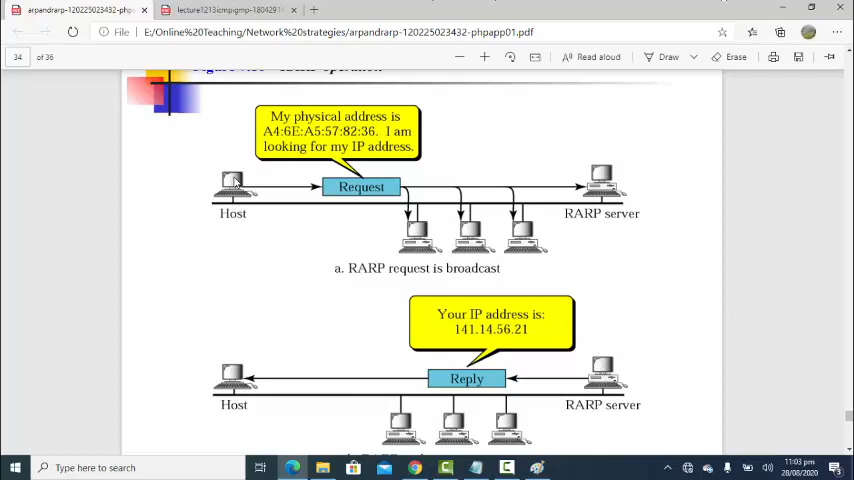 arpandrarp-120225023432-phpap
lecture1213icmpigmp-18042916
File
E:/Online%20Teaching/Network%20strategies/arpandrarp-120225023432-phpapp01.pdf
34 of 36
Read aloud
Draw
Erase
My physical address is
A4:6E:A5:57:82:36. I am
looking for my IP address.
Request
Host
RARP server
a. RARP request is broadcast
Your IP address is:
141.14.56.21
Reply
Host
RARP server
Type here to search
11:03 pm
28/08/2020
3